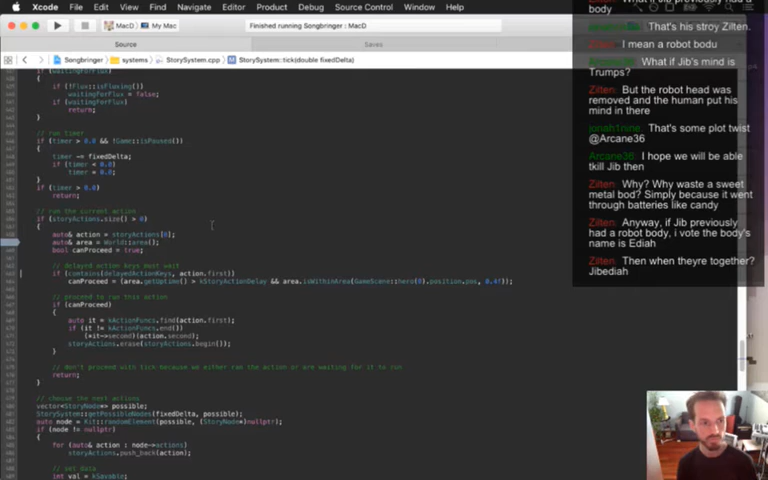 Xcode File Edit View Find Navigate Editor Product Debug Source Control Window Help
MacD My Mac
Finished running Songbringer : MacD
Source
Saves
Songbringer systems StorySystem.cpp StorySystem::tick(double fixedDelta)
if (waitingForFlux)
{
if (!Flux::isFluxing())
waitingForFlux = false;
if (waitingForFlux)
return;
}
// run timer
if (timer > 0.0 && !Game::isPaused())
{
timer -= fixedDelta;
if (timer < 0.0)
timer = 0.0;
}
if (timer > 0.0)
return;
// run the current action
if (storyActions.size() > 0)
{
auto& action = storyActions[0];
auto& area = World::area();
bool canProceed = true;
// delayed action keys must wait
if (contains(delayedActionKeys, action.first))
canProceed = (area.getUptime() > kStoryActionDelay && area.isWithinArea(GameScene::hero(0).position.pos, 0.4f));
// proceed to run this action
if (canProceed)
{
auto it = kActionFuncs.find(action.first);
if (it != kActionFuncs.end())
(*it->second)(action.second);
storyActions.erase(storyActions.begin());
}
// don't proceed with tick because we either ran the action or are waiting for it to run
return;
}
// choose the next actions
vector<StoryNode*> possible;
StorySystem::getPossibleNodes(fixedDelta, possible);
auto node = Kit::randomElement(possible, (StoryNode*)nullptr);
if (node != nullptr)
{
for (auto& action : node->actions)
storyActions.push_back(action);
// set data
int val = kSavable;
body
That's his stroy Zilten.
Zilten: I mean a robot bodu
Arcane36: What if Jib's mind is
Trumps?
Zilten: But the robot head was
removed and the human put his
mind in there
jonah1nine: That's some plot twist
@Arcane36
Arcane36: I hope we will be able
tkill Jib then
Zilten: Why? Why waste a sweet
metal bod? Simply because it went
through batteries like candy
Zilten: Anyway, if Jib previously
had a robot body, i vote the body's
name is Ediah
Zilten: Then when theyre together?
Jibediah